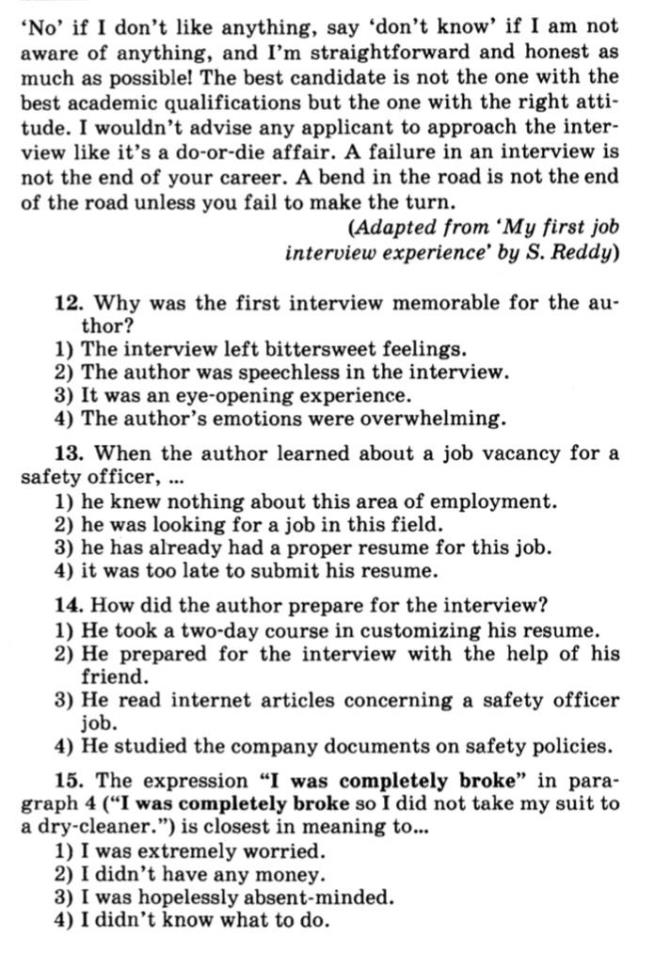 ‘No’ if I don’t like anything, say ‘don’t know’ if I am not
aware of anything, and I’m straightforward and honest as
much as possible! The best candidate is not the one with the
best academic qualifications but the one with the right atti-
tude. I wouldn’t advise any applicant to approach the inter-
view like it’s a do-or-die affair. A failure in an interview is
not the end of your career. A bend in the road is not the end
of the road unless you fail to make the turn.
(Adapted from ‘My first job
interview experience’ by S. Reddy)
12. Why was the first interview memorable for the au-
thor?
1) The interview left bittersweet feelings.
2) The author was speechless in the interview.
3) It was an eye-opening experience.
4) The author’s emotions were overwhelming.
13. When the author learned about a job vacancy for a
safety officer, ...
1) he knew nothing about this area of employment.
2) he was looking for a job in this field.
3) he has already had a proper resume for this job.
4) it was too late to submit his resume.
14. How did the author prepare for the interview?
1) He took a two-day course in customizing his resume.
2) He prepared for the interview with the help of his
friend.
3) He read internet articles concerning a safety officer
job.
4) He studied the company documents on safety policies.
15. The expression “I was completely broke” in para-
graph 4 (“I was completely broke so I did not take my suit to
a dry-cleaner.”) is closest in meaning to...
1) I was extremely worried.
2) I didn’t have any money.
3) I was hopelessly absent-minded.
4) I didn’t know what to do.